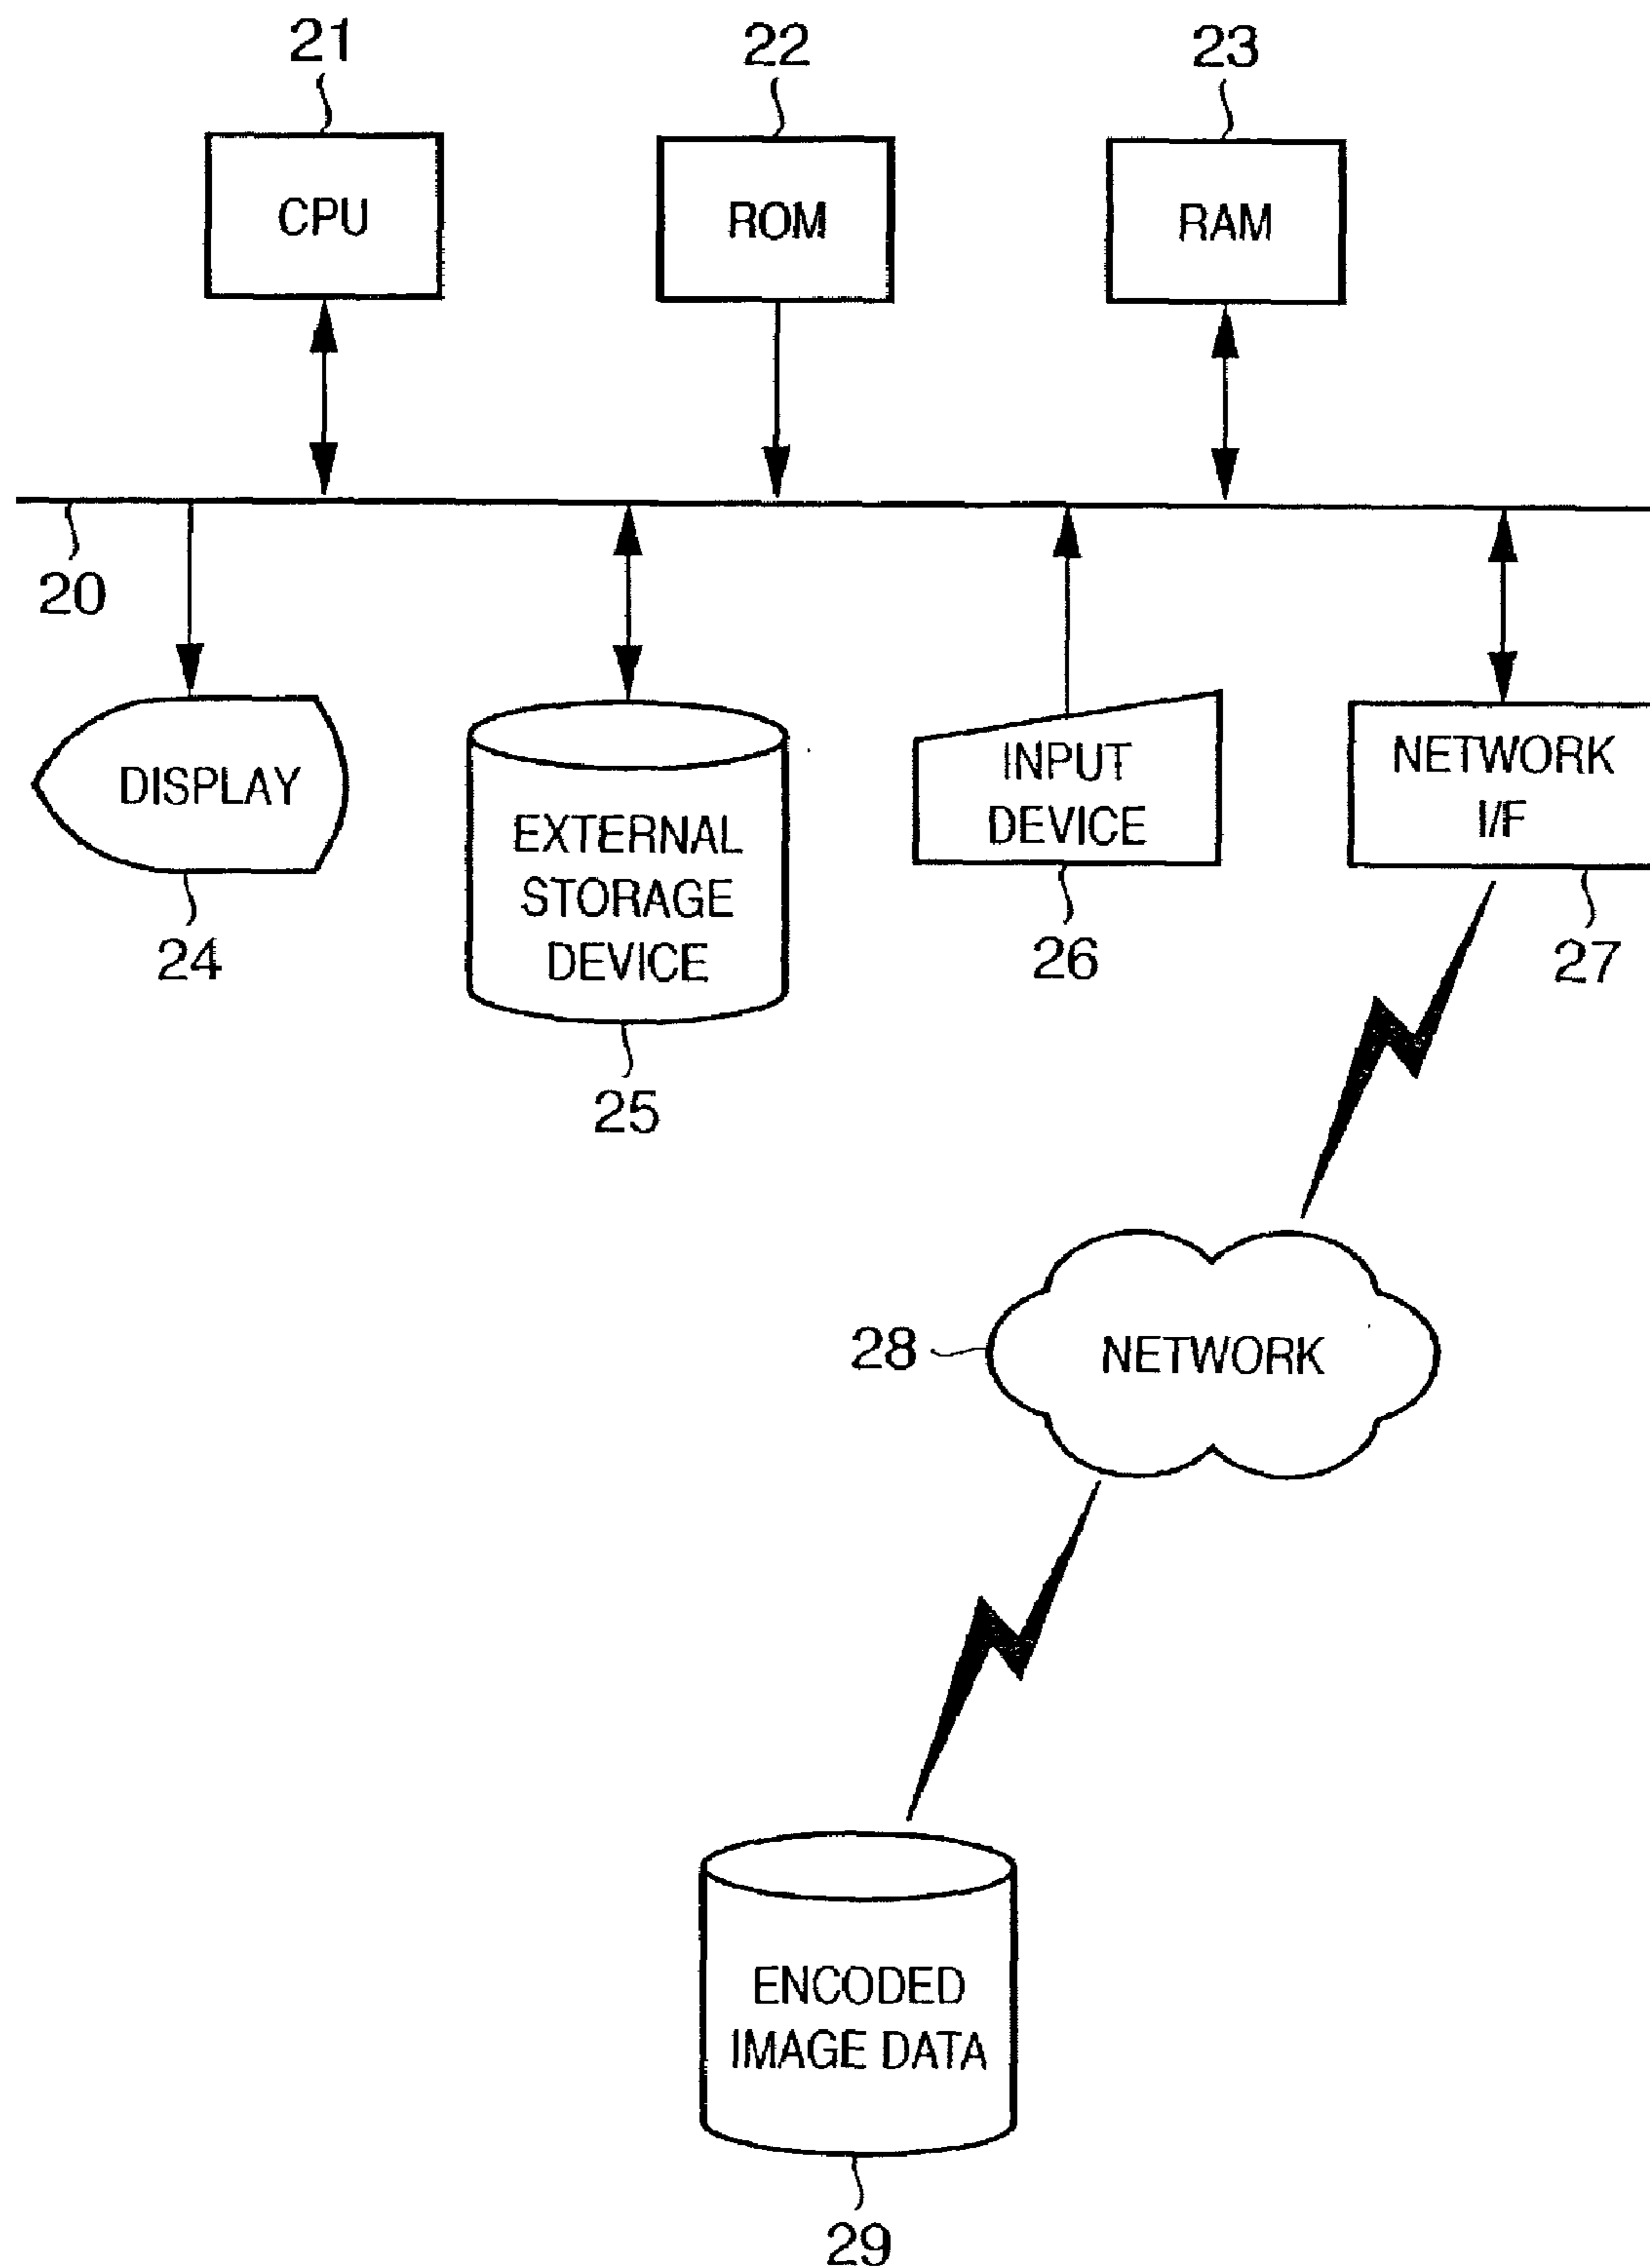 21
22
23
CPU
ROM
RAM
20
DISPLAY
EXTERNAL
STORAGE
DEVICE
INPUT
DEVICE
NETWORK
I/F
24
25
26
27
28
NETWORK
ENCODED
IMAGE DATA
29